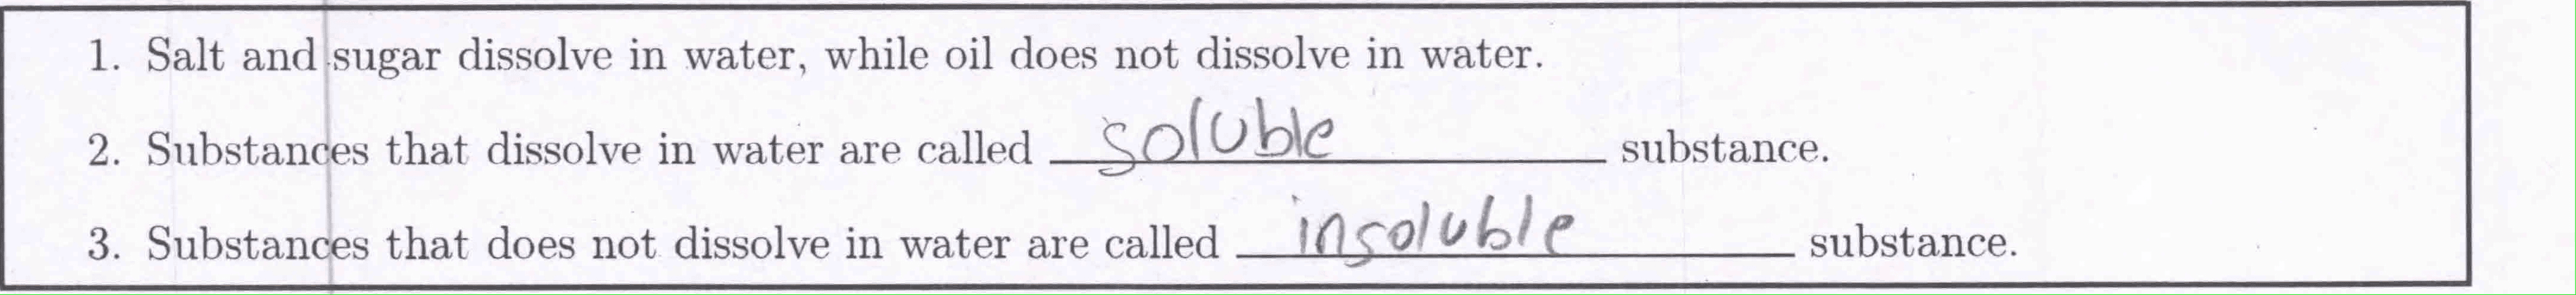 1. Salt and sugar dissolve in water, while oil does not dissolve in water.
2. Substances that dissolve in water are called soluble substance.
3. Substances that does not dissolve in water are called insoluble substance.